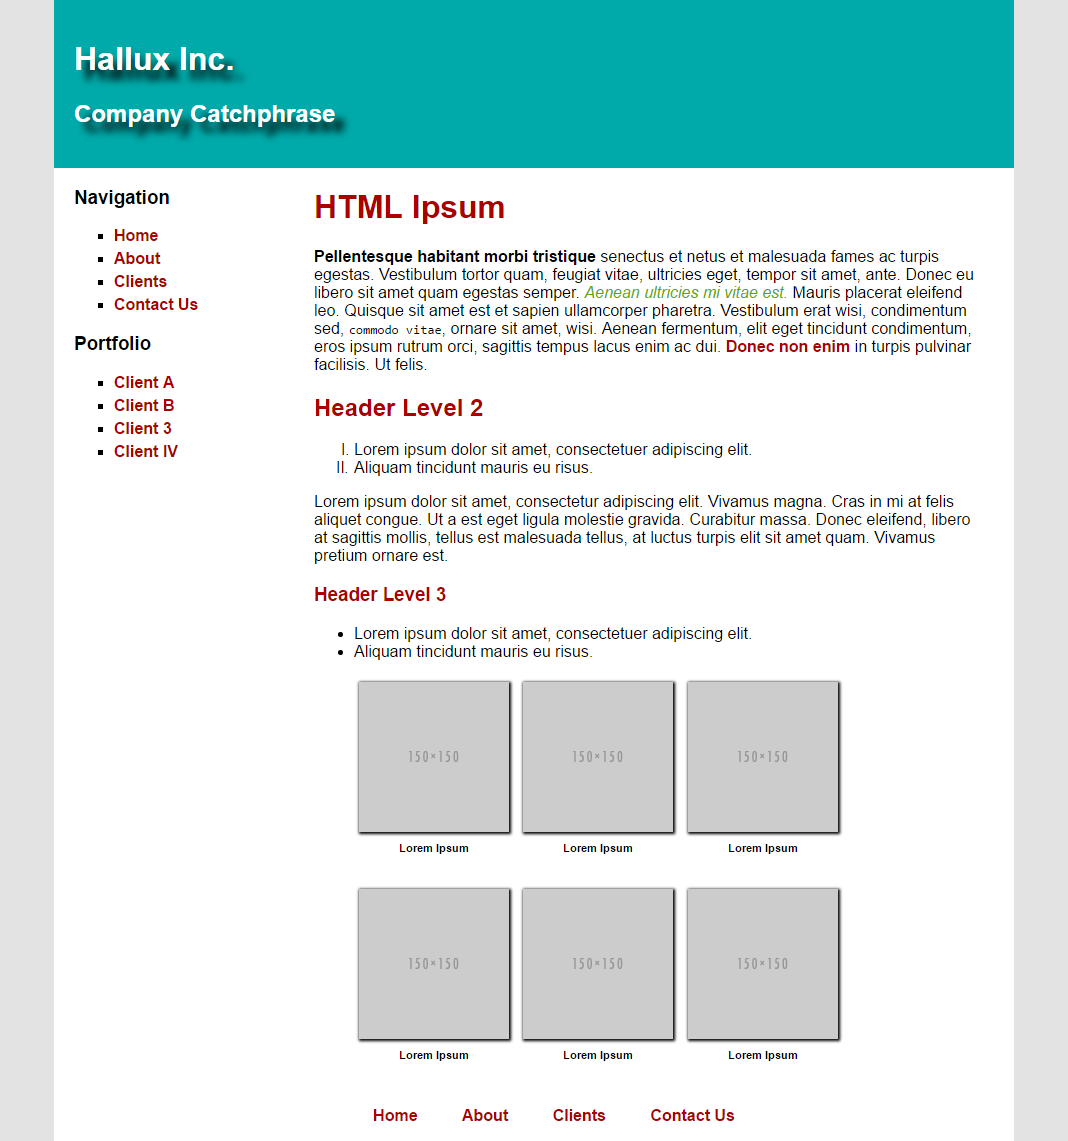 Hallux Inc.
Company Catchphrase
Navigation
Home
About
Clients
Contact Us
Portfolio
Client A
Client B
Client 3
Client IV
HTML Ipsum
Pellentesque habitant morbi tristique senectus et netus et malesuada fames ac turpis
egestas. Vestibulum tortor quam, feugiat vitae, ultricies eget, tempor sit amet, ante. Donec eu
libero sit amet quam egestas semper. Aenean ultricies mi vitae est. Mauris placerat eleifend
leo. Quisque sit amet est et sapien ullamcorper pharetra. Vestibulum erat wisi, condimentum
sed, commodo vitae, ornare sit amet, wisi. Aenean fermentum, elit eget tincidunt condimentum,
eros ipsum rutrum orci, sagittis tempus lacus enim ac dui. Donec non enim in turpis pulvinar
facilisis. Ut felis.
Header Level 2
I. Lorem ipsum dolor sit amet, consectetuer adipiscing elit.
II. Aliquam tincidunt mauris eu risus.
Lorem ipsum dolor sit amet, consectetur adipiscing elit. Vivamus magna. Cras in mi at felis
aliquet congue. Ut a est eget ligula molestie gravida. Curabitur massa. Donec eleifend, libero
at sagittis mollis, tellus est malesuada tellus, at luctus turpis elit sit amet quam. Vivamus
pretium ornare est.
Header Level 3
Lorem ipsum dolor sit amet, consectetuer adipiscing elit.
Aliquam tincidunt mauris eu risus.
150×150 150×150 150×150
Lorem Ipsum Lorem Ipsum Lorem Ipsum
150×150 150×150 150×150
Lorem Ipsum Lorem Ipsum Lorem Ipsum
Home About Clients Contact Us